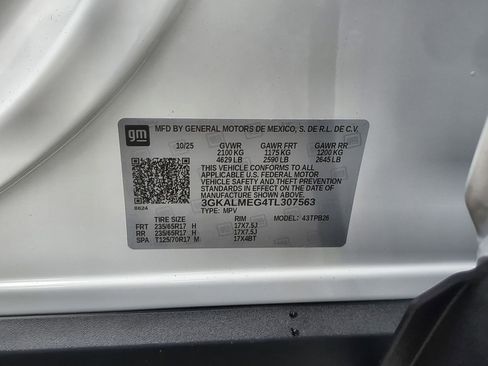 gm MFD BY GENERAL MOTORS DE MEXICO, S. DE R.L. DE C.V.
10/25 GVWR GAWR FRT GAWR RR
2100 KG 1175 KG 1200 KG
4629 LB 2590 LB 2645 LB
THIS VEHICLE CONFORMS TO ALL
APPLICABLE U.S. FEDERAL MOTOR
VEHICLE SAFETY AND THEFT PREVENTION
STANDARDS IN EFFECT ON THE DATE OF
MANUFACTURE SHOWN ABOVE.
3GKALMEG4TL307563
8624 TYPE: MPV MODEL: 43TPB26
TIRE SIZE RIM
FRT 235/65R17 H 17X7.5J
RR 235/65R17 H 17X7.5J
SPA T125/70R17 M 17X4BT